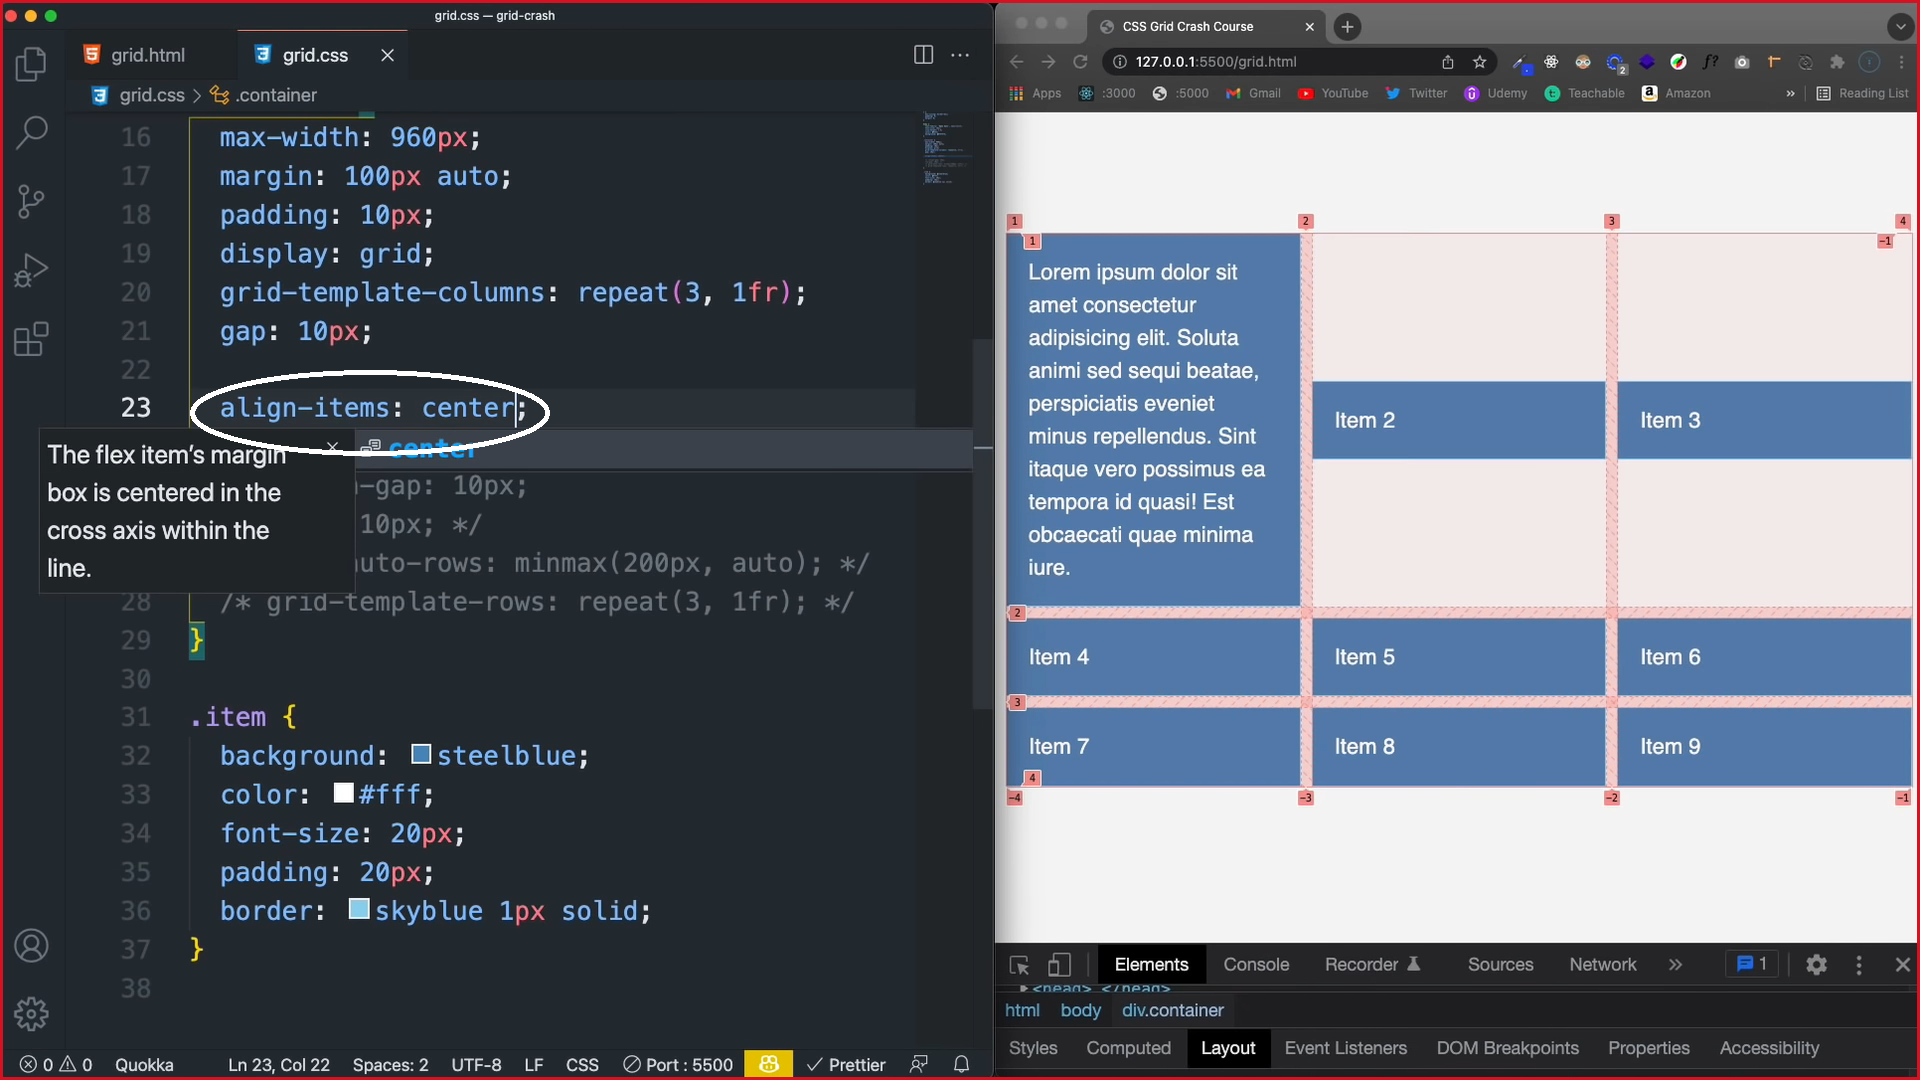 grid.css — grid-crash
grid.html
grid.css
grid.css > .container
16 max-width: 960px;
17 margin: 100px auto;
18 padding: 10px;
19 display: grid;
20 grid-template-columns: repeat(3, 1fr);
21 gap: 10px;
22
23 align-items: center;
center
The flex item's margin
box is centered in the
cross axis within the
line.
-gap: 10px;
10px; */
auto-rows: minmax(200px, auto); */
28 /* grid-template-rows: repeat(3, 1fr); */
29 }
30
31 .item {
32 background: steelblue;
33 color: #fff;
34 font-size: 20px;
35 padding: 20px;
36 border: skyblue 1px solid;
37 }
38
0 0 Quokka Ln 23, Col 22 Spaces: 2 UTF-8 LF CSS Port : 5500 Prettier
CSS Grid Crash Course
127.0.0.1:5500/grid.html
f?
2
Apps :3000 :5000 Gmail YouTube Twitter Udemy Teachable Amazon » Reading List
1 2 3 4
1 -1
Lorem ipsum dolor sit
amet consectetur
adipisicing elit. Soluta
animi sed sequi beatae,
perspiciatis eveniet
minus repellendus. Sint
itaque vero possimus ea
tempora id quasi! Est
obcaecati quae minima
iure.
Item 2
Item 3
2
Item 4
Item 5
Item 6
3
Item 7
Item 8
Item 9
4
-4 -3 -2 -1
Elements Console Recorder Sources Network » 1
<head> </head>
html body div.container
Styles Computed Layout Event Listeners DOM Breakpoints Properties Accessibility